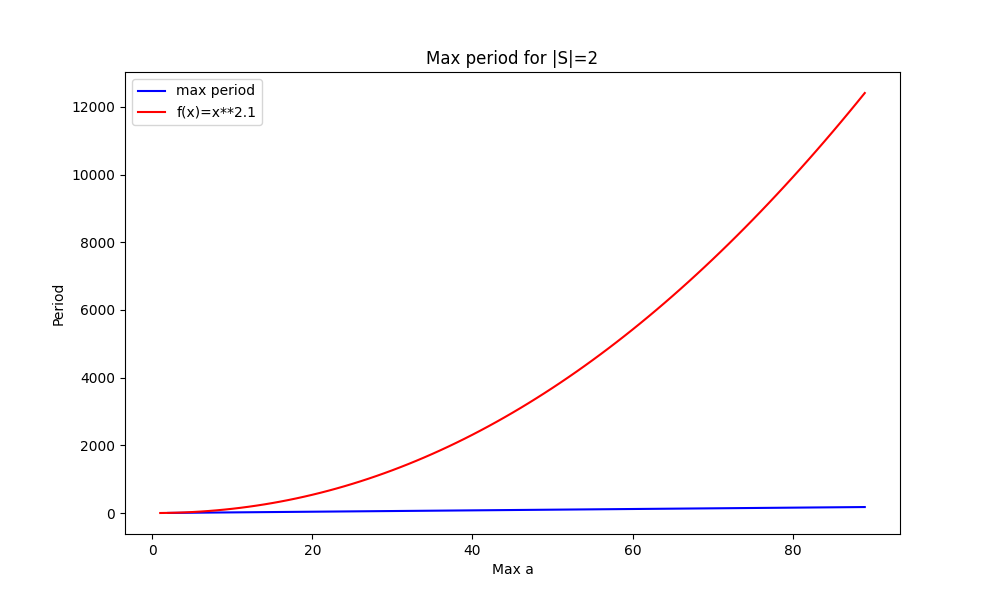 Max period for |S|=2
max period
f(x)=x**2.1
12000
10000
8000
6000
4000
2000
0
Period
0 20 40 60 80
Max a